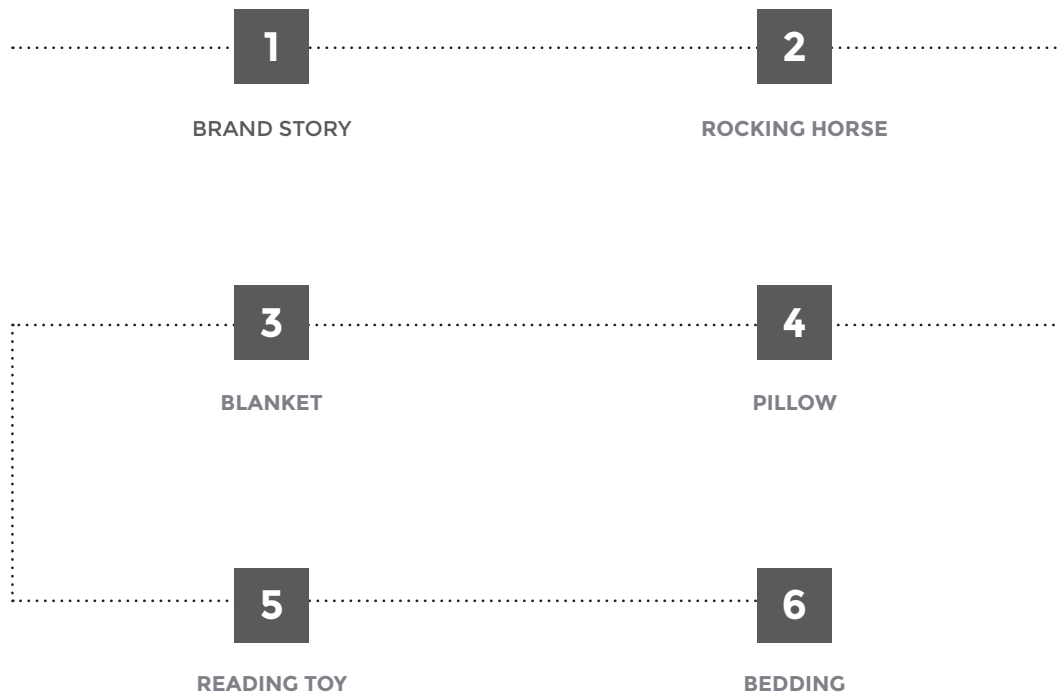 1
BRAND STORY
2
ROCKING HORSE
3
BLANKET
4
PILLOW
5
READING TOY
6
BEDDING